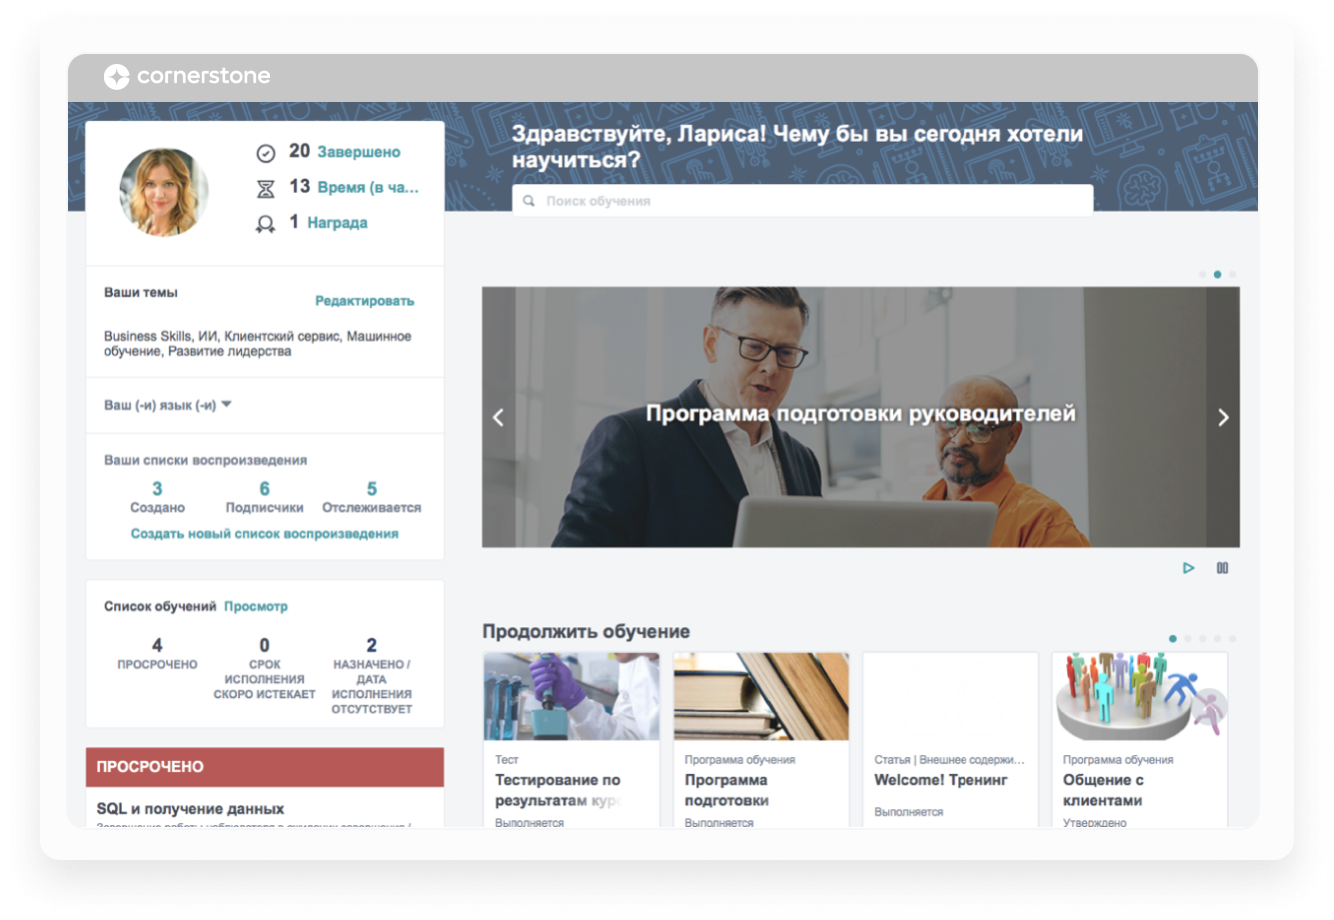 cornerstone
20 Завершено
13 Время (в ча...
1 Награда
Здравствуйте, Лариса! Чему бы вы сегодня хотели
научиться?
Поиск обучения
Ваши темы
Редактировать
Business Skills, ИИ, Клиентский сервис, Машинное
обучение, Развитие лидерства
Ваш (-и) язык (-и)
Ваши списки воспроизведения
3 6 5
Создано Подписчики Отслеживается
Создать новый список воспроизведения
Список обучений Просмотр
4 0 2
ПРОСРОЧЕНО СРОК НАЗНАЧЕНО /
ИСПОЛНЕНИЯ ДАТА
СКОРО ИСТЕКАЕТ ИСПОЛНЕНИЯ
ОТСУТСТВУЕТ
ПРОСРОЧЕНО
SQL и получение данных
Программа подготовки руководителей
Продолжить обучение
Тест
Тестирование по
результатам курс
Выполняется
Программа обучения
Программа
подготовки
Выполняется
Статья | Внешнее содержи...
Welcome! Тренинг
Выполняется
Программа обучения
Общение с
клиентами
Утверждено